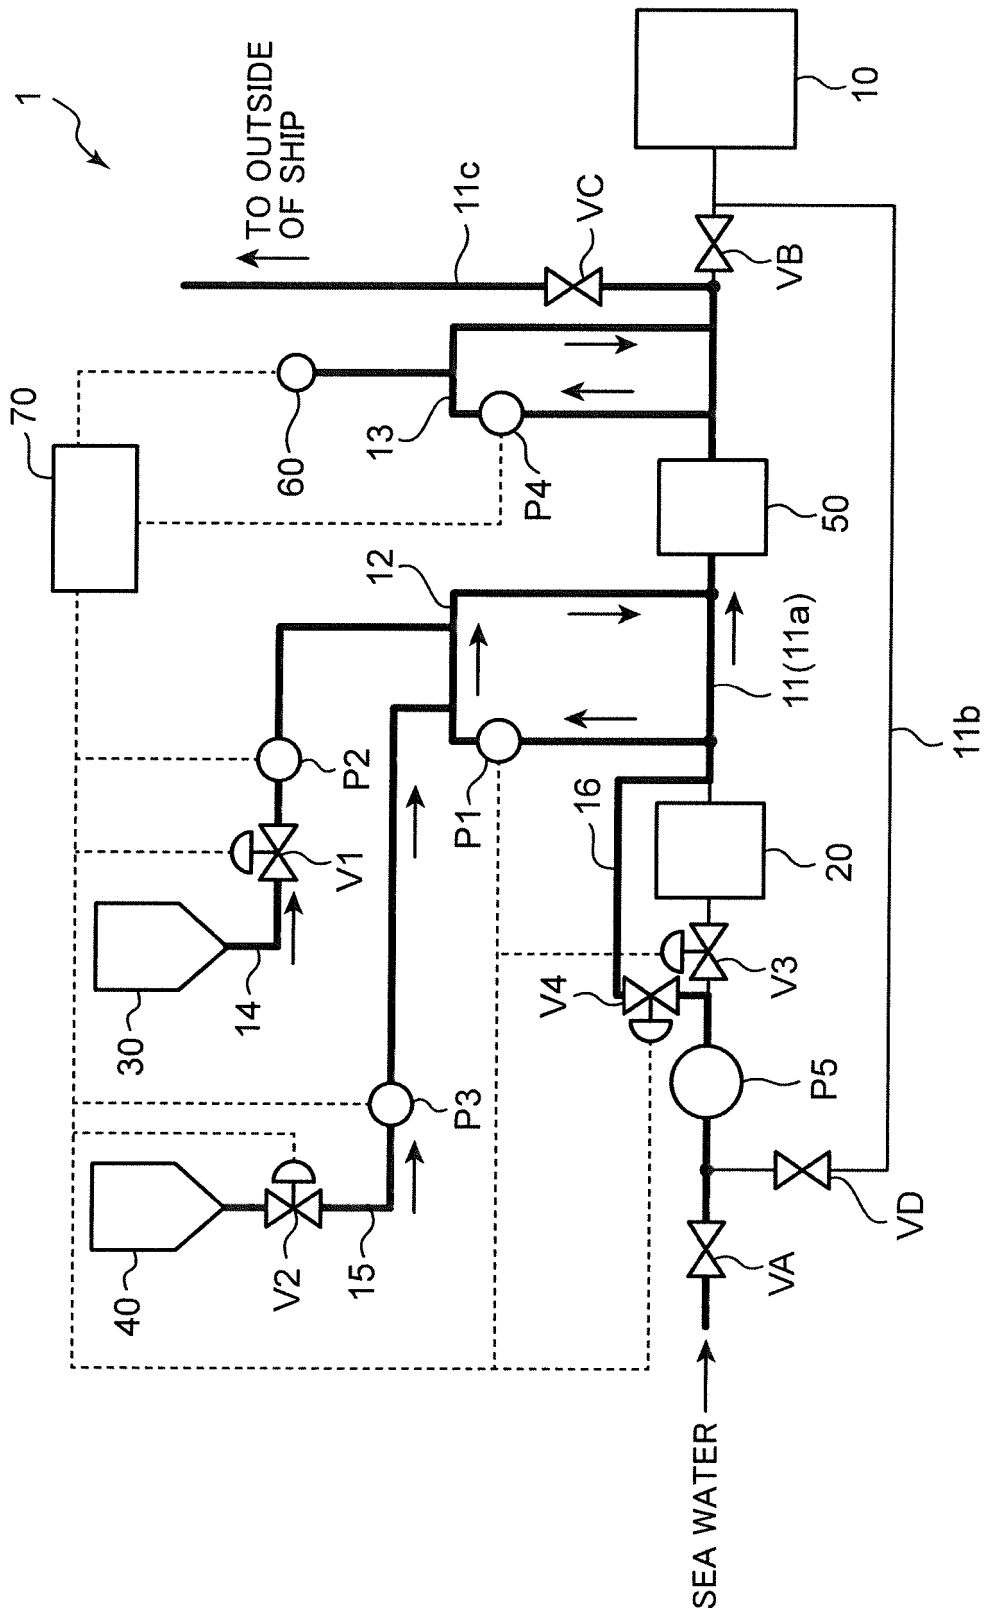 1
TO OUTSIDE
OF SHIP
70
60
13
P4
11c
VC
VB
10
12
50
P2
V1
14
30
P1
16
20
11(11a)
11b
V4
V3
P3
P5
40
V2
15
VA
VD
SEA WATER